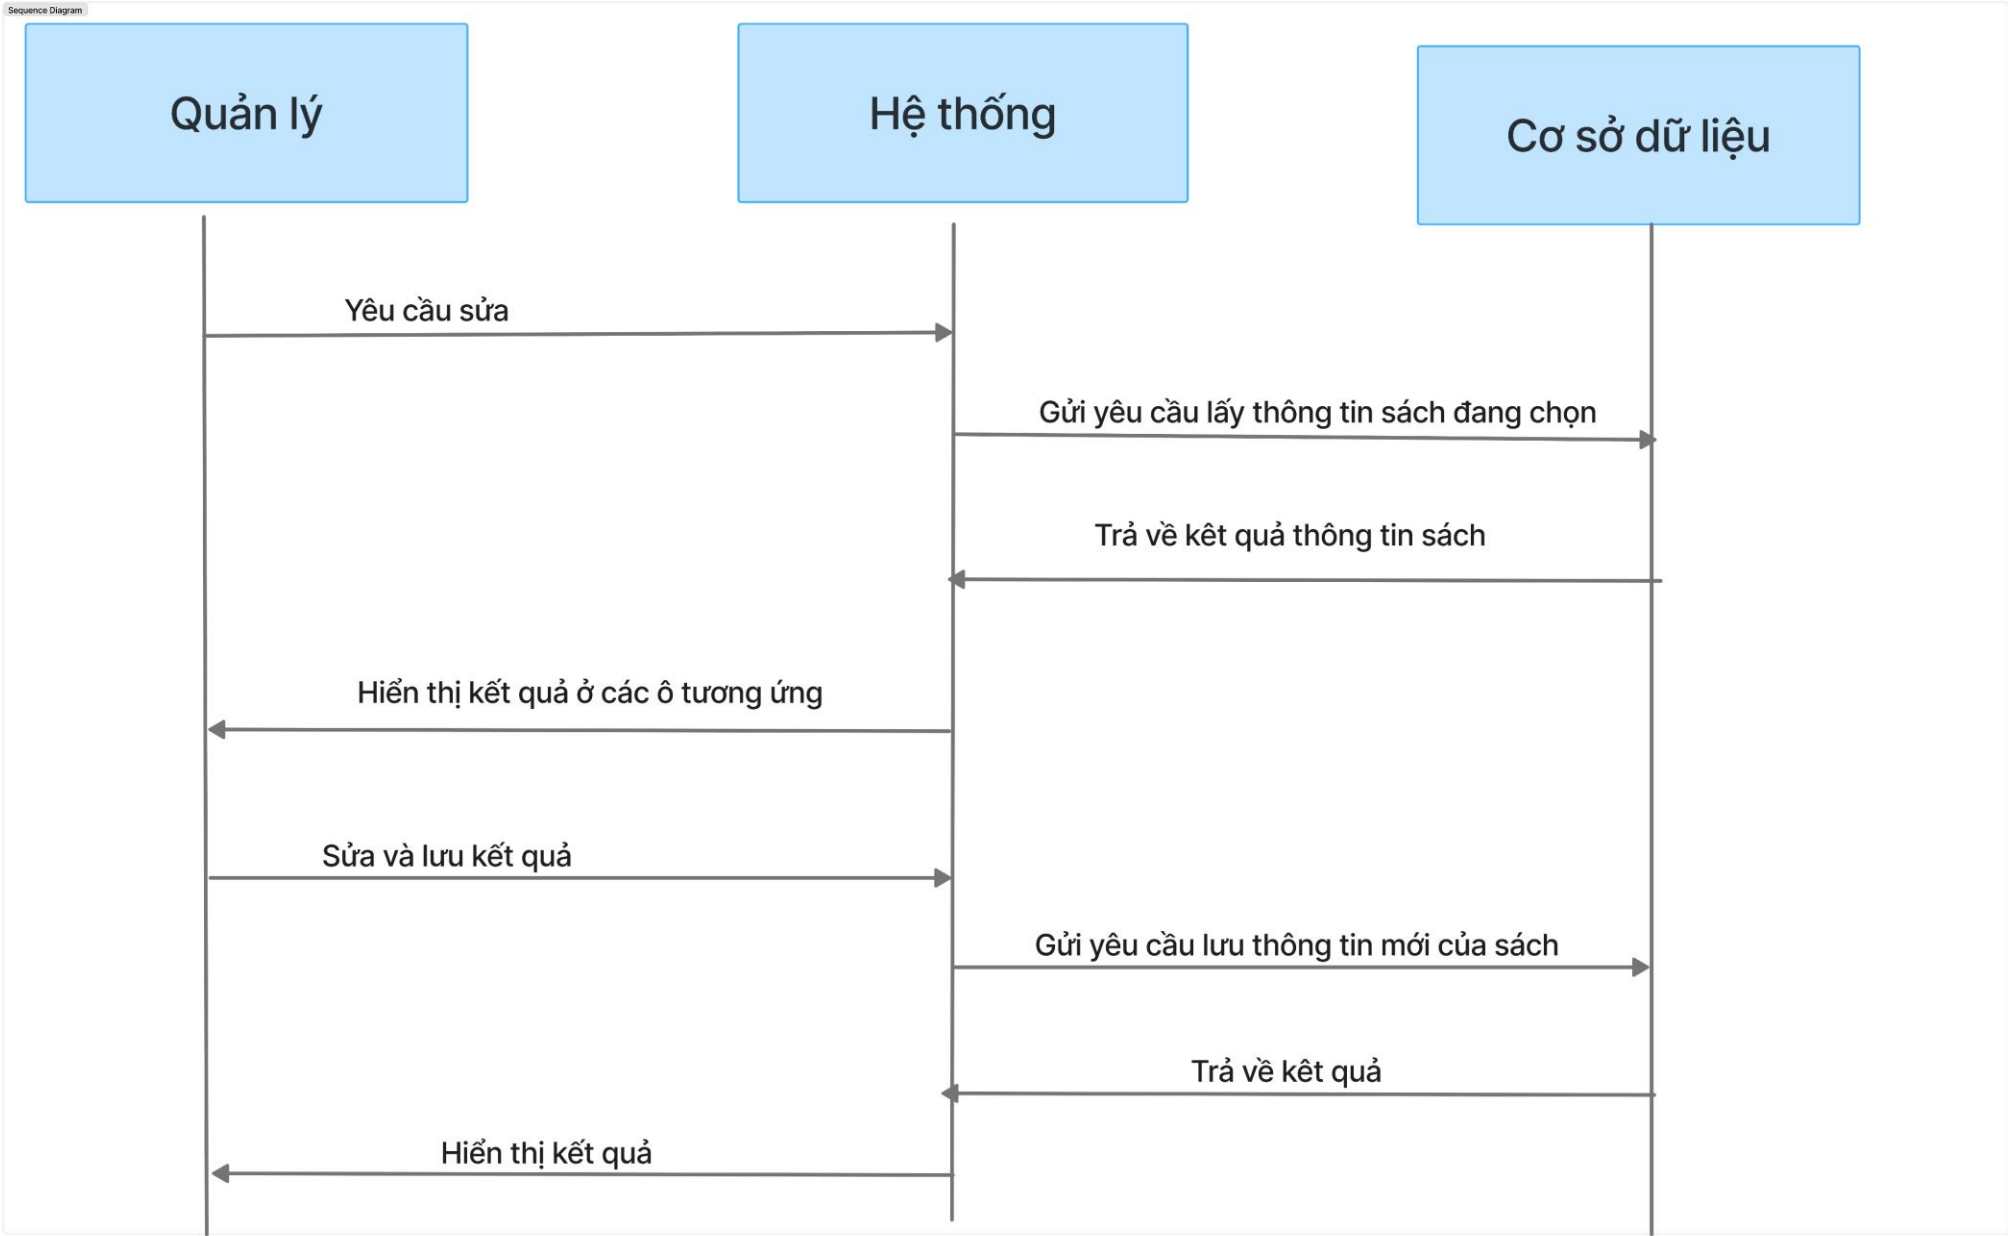 Sequence Diagram
Quản lý
Hệ thống
Cơ sở dữ liệu
Yêu cầu sửa
Gửi yêu cầu lấy thông tin sách đang chọn
Trả về kêt quả thông tin sách
Hiển thị kết quả ở các ô tương ứng
Sửa và lưu kết quả
Gửi yêu cầu lưu thông tin mới của sách
Trả về kêt quả
Hiển thị kết quả